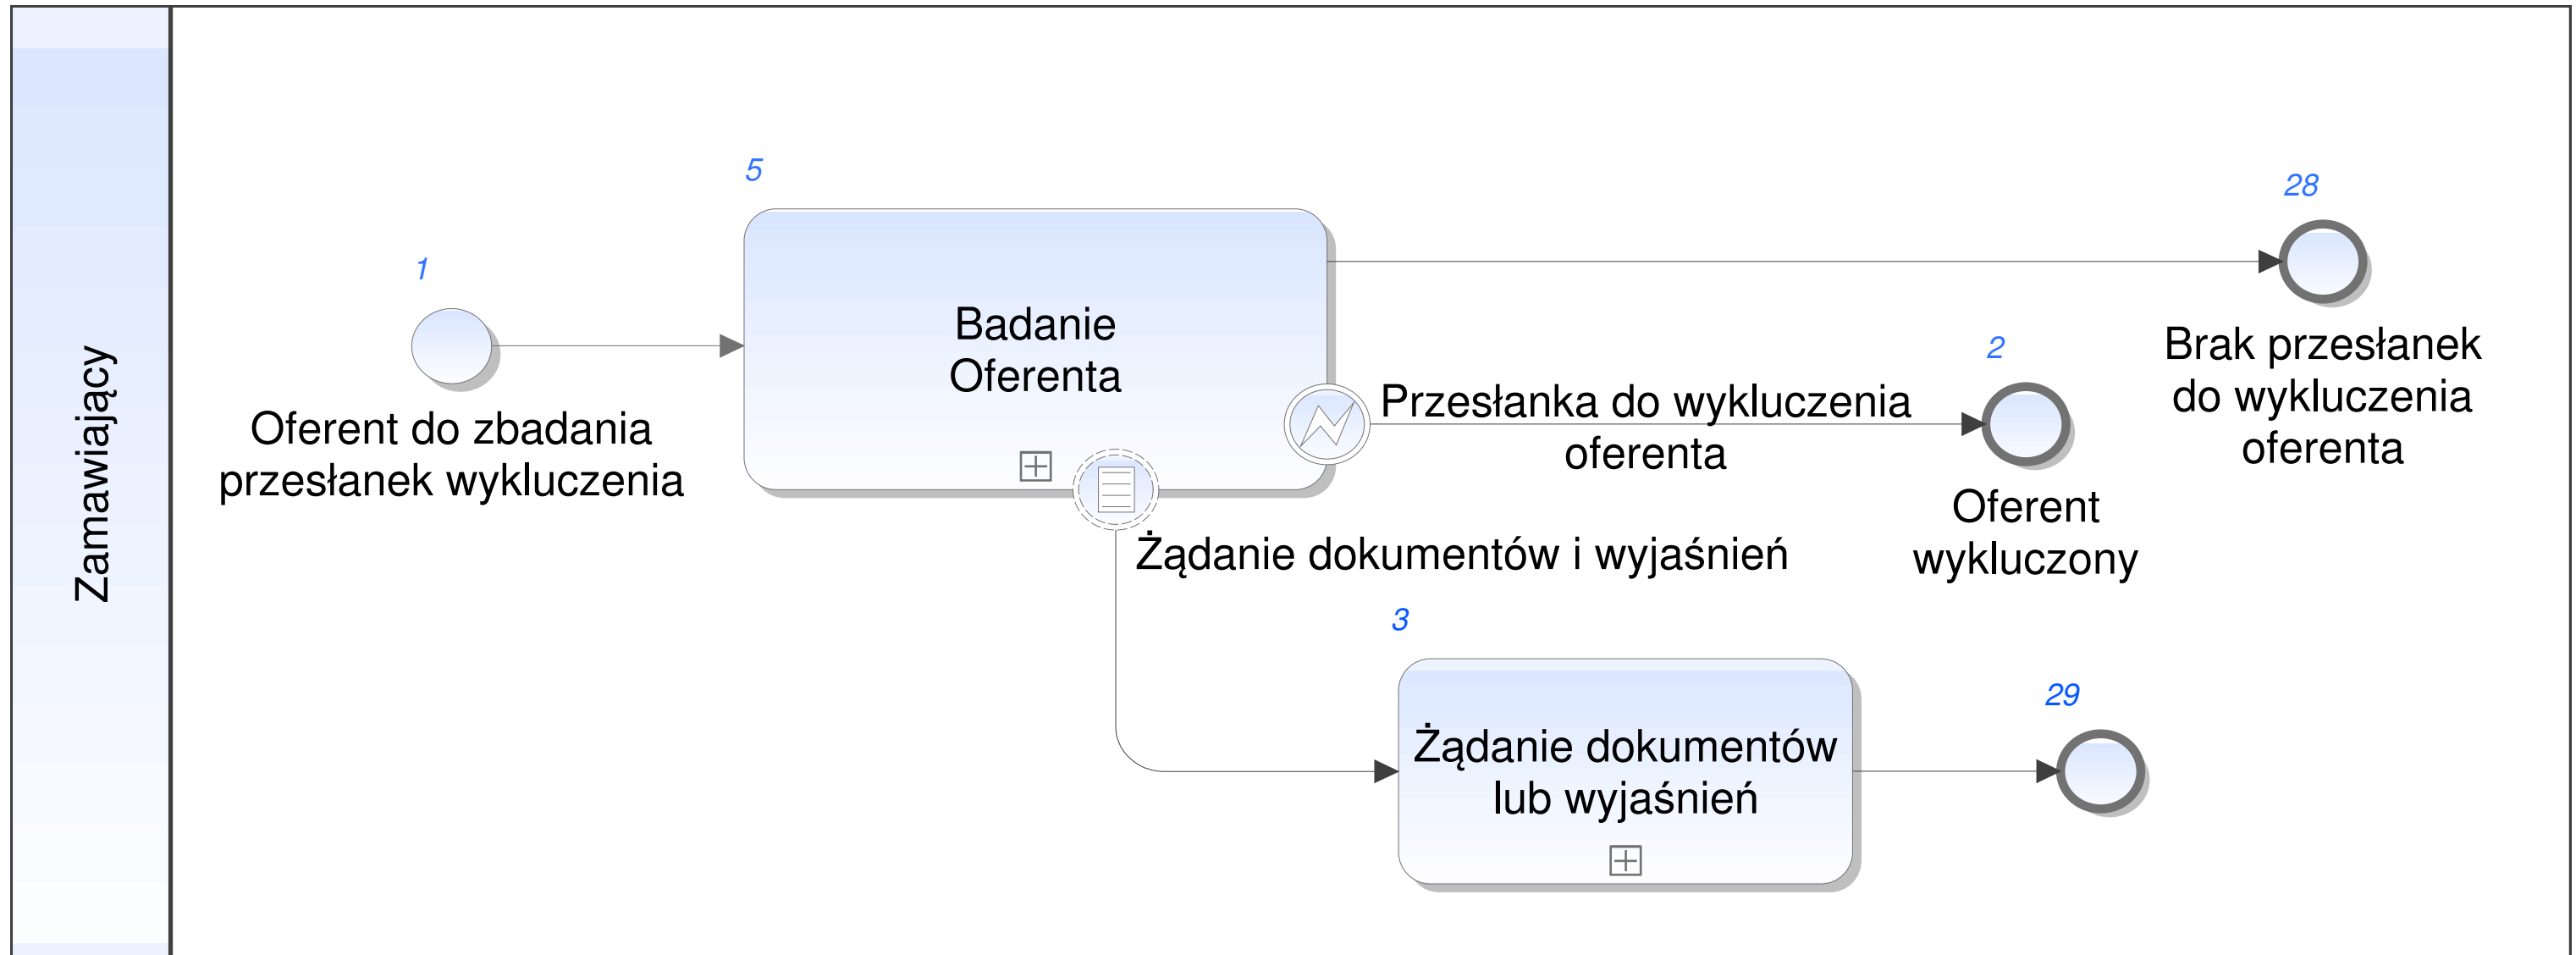 Zamawiający
1
Oferent do zbadania
przesłanek wykluczenia
5
Badanie
Oferenta
Przesłanka do wykluczenia
oferenta
Żądanie dokumentów i wyjaśnień
28
Brak przesłanek
do wykluczenia
oferenta
2
Oferent
wykluczony
3
Żądanie dokumentów
lub wyjaśnień
29